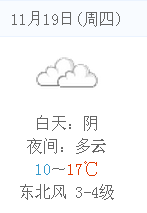 11月19日(周四)
白天：阴
夜间：多云
10～17℃
东北风 3-4级